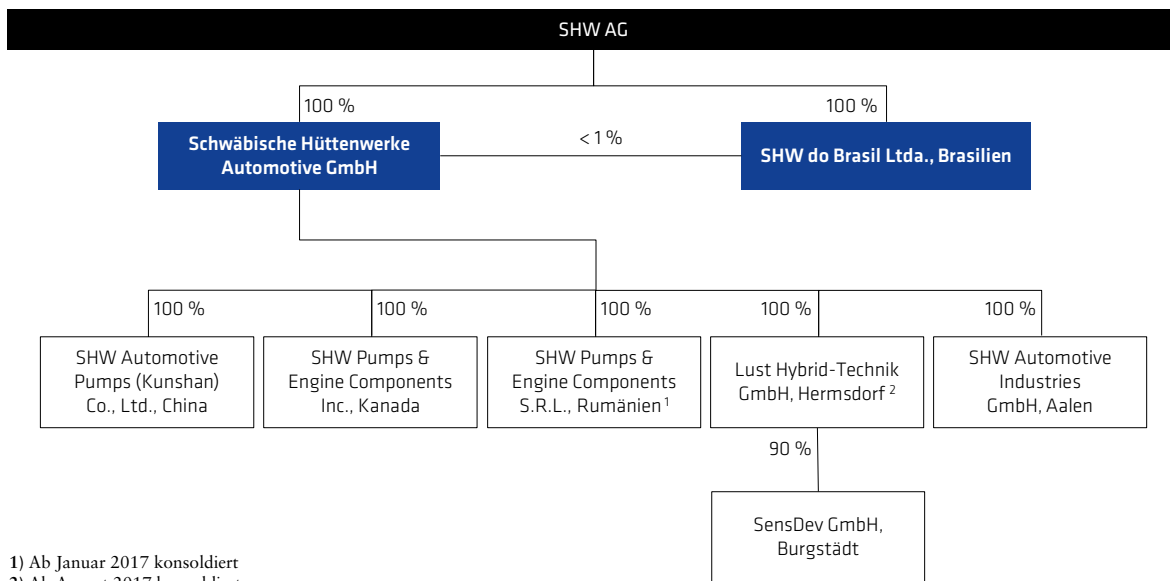 SHW AG
100 %
100 %
Schwäbische Hüttenwerke
Automotive GmbH
< 1 %
SHW do Brasil Ltda., Brasilien
100 %
100 %
100 %
100 %
100 %
SHW Automotive
Pumps (Kunshan)
Co., Ltd., China
SHW Pumps &
Engine Components
Inc., Kanada
SHW Pumps &
Engine Components
S.R.L., Rumänien 1
Lust Hybrid-Technik
GmbH, Hermsdorf 2
SHW Automotive
Industries
GmbH, Aalen
90 %
SensDev GmbH,
Burgstädt
1) Ab Januar 2017 konsoldiert